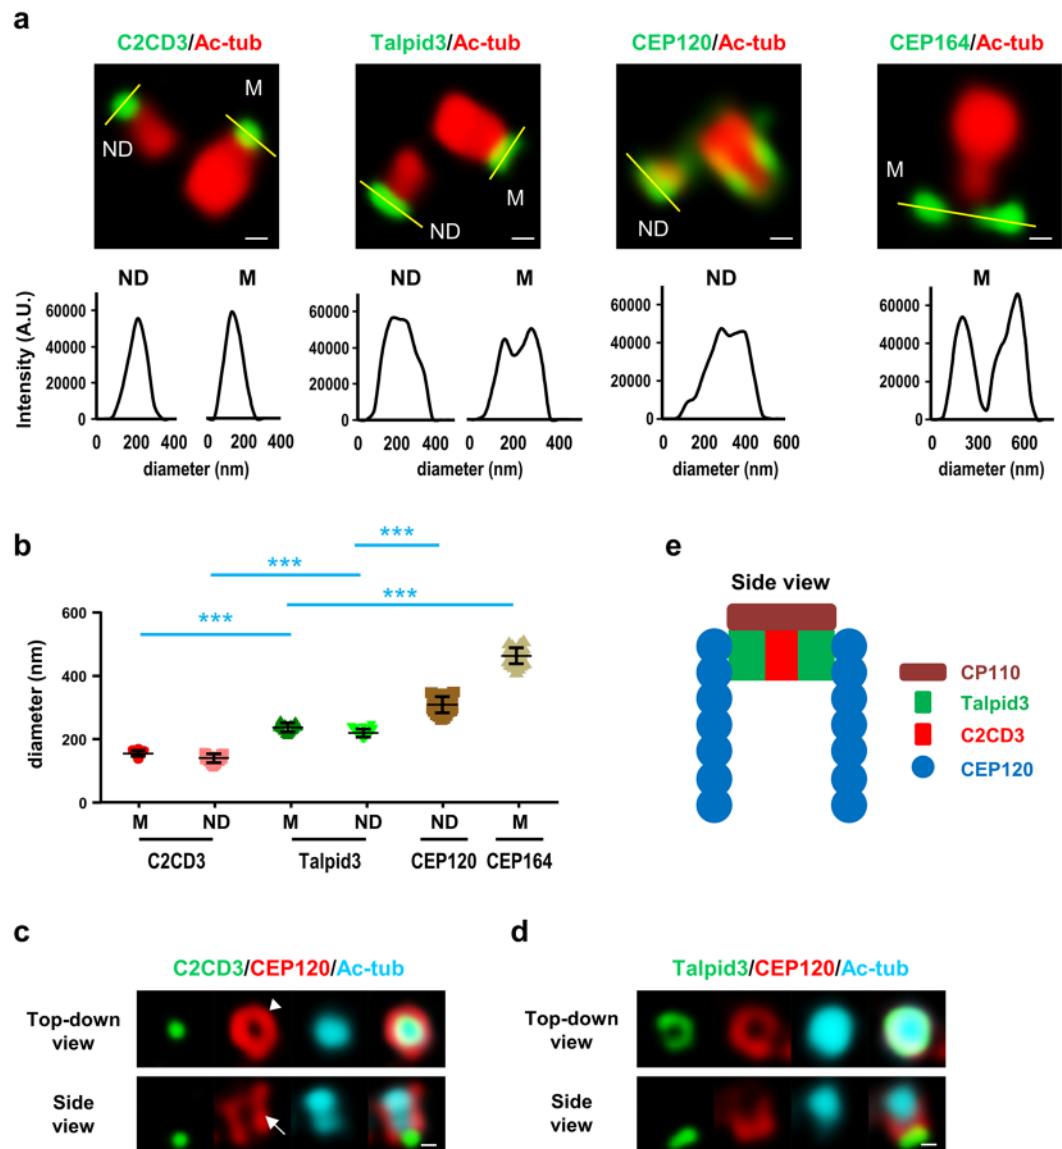 a
C2CD3/Ac-tub
Talpid3/Ac-tub
CEP120/Ac-tub
CEP164/Ac-tub
M
ND
ND
M
ND
M
ND
M
ND
M
ND
M
Intensity (A.U.)
60000
40000
20000
0
0 200 400
0 200 400
diameter (nm)
60000
40000
20000
0
0 200 400
0 200 400
diameter (nm)
60000
40000
20000
0
0 200 400 600
diameter (nm)
60000
40000
20000
0
0 300 600
diameter (nm)
b
***
***
***
***
diameter (nm)
600
400
200
0
M ND M ND ND M
C2CD3 Talpid3 CEP120 CEP164
e
Side view
CP110
Talpid3
C2CD3
CEP120
c
C2CD3/CEP120/Ac-tub
Top-down
view
Side
view
d
Talpid3/CEP120/Ac-tub
Top-down
view
Side
view